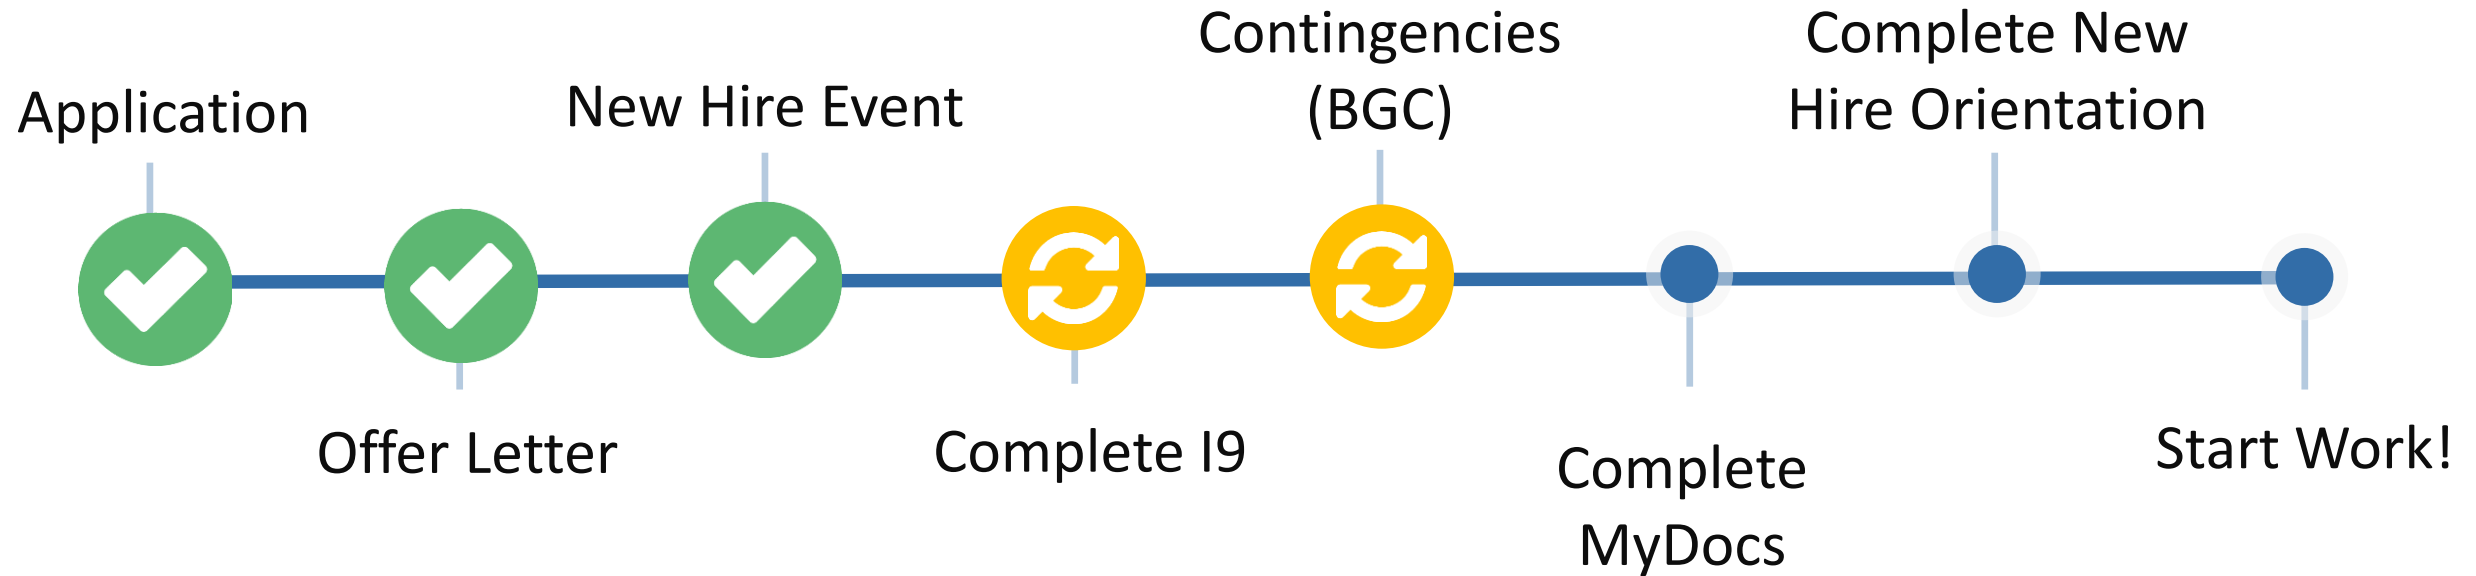 Application
Offer Letter
New Hire Event
Complete I9
Contingencies
(BGC)
Complete
MyDocs
Complete New
Hire Orientation
Start Work!